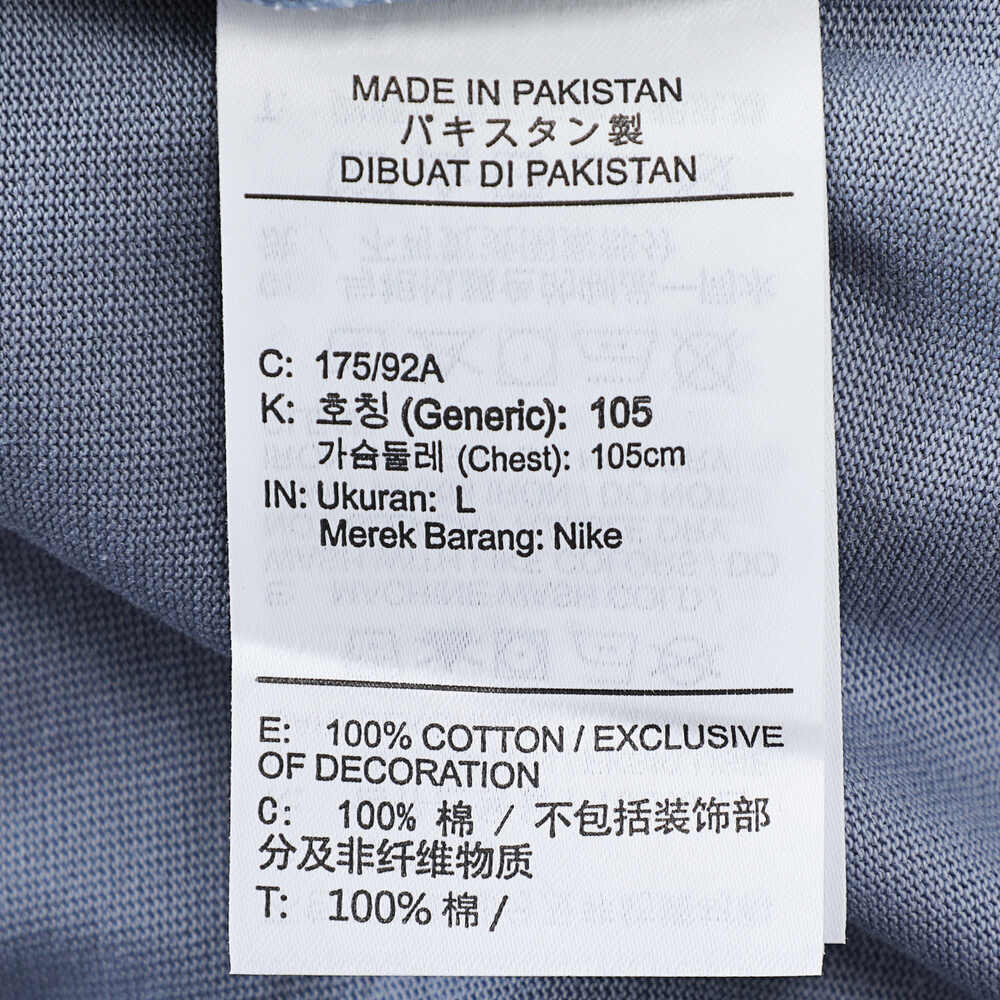 MADE IN PAKISTAN
パキスタン製
DIBUAT DI PAKISTAN
C: 175/92A
K: 호칭 (Generic): 105
가슴둘레 (Chest): 105cm
IN: Ukuran: L
Merek Barang: Nike
E: 100% COTTON / EXCLUSIVE
OF DECORATION
C: 100% 棉 / 不包括装饰部
分及非纤维物质
T: 100% 棉 /